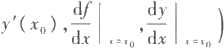 y′(x₀), df/dx |ₓ₌ₓ₀, dy/dx |ₓ₌ₓ₀)